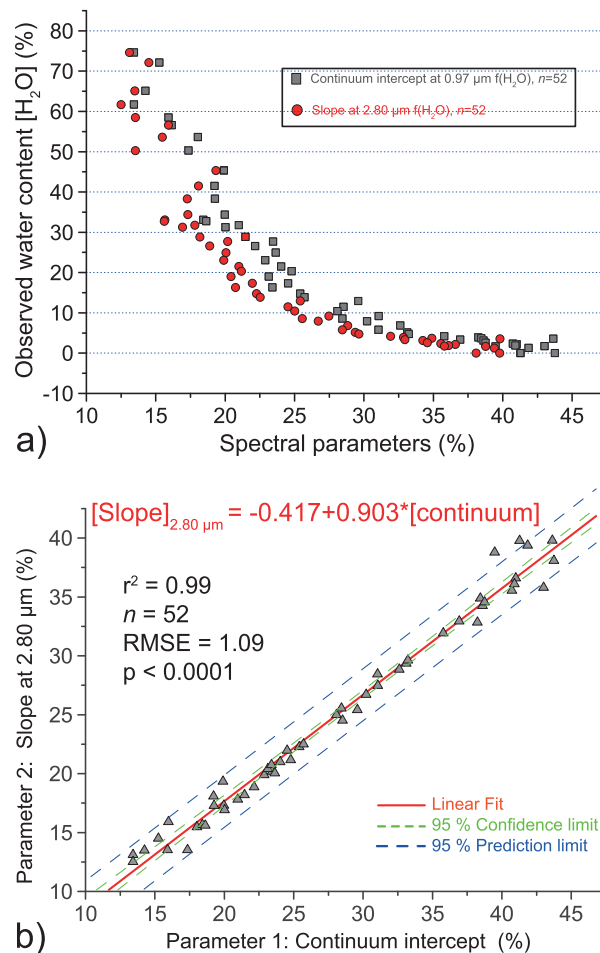 80
70
60
50
40
30
20
10
0
-10
Observed water content [H₂O] (%)
Continuum intercept at 0.97 µm f(H₂O), n=52
Slope at 2.80 µm f(H₂O), n=52
10 15 20 25 30 35 40 45
a) Spectral parameters (%)
[Slope]2.80 µm = -0.417+0.903*[continuum]
40
35
30
25
20
15
10
Parameter 2: Slope at 2.80 µm (%)
r² = 0.99
n = 52
RMSE = 1.09
p < 0.0001
Linear Fit
95 % Confidence limit
95 % Prediction limit
10 15 20 25 30 35 40 45
b) Parameter 1: Continuum intercept (%)